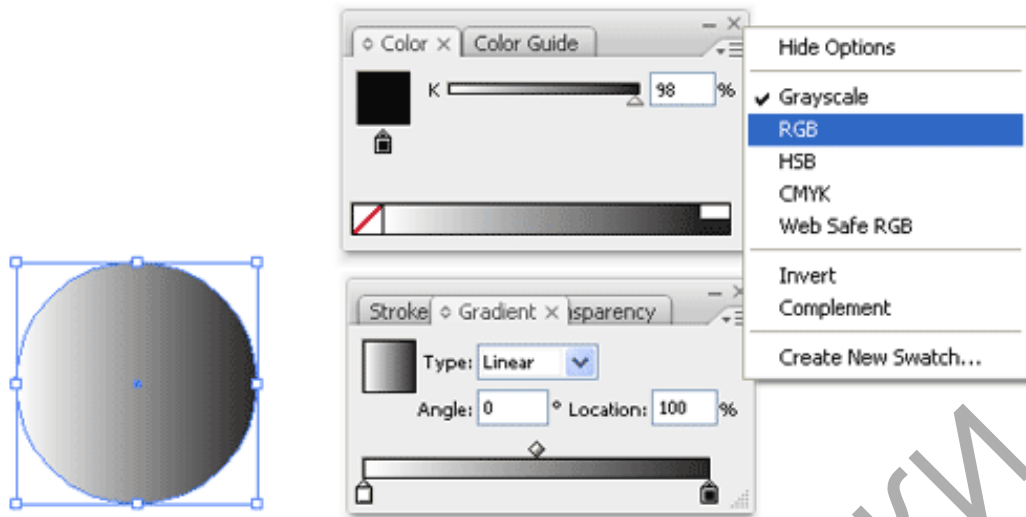 Color × Color Guide
K 98 %
Hide Options
Grayscale
RGB
HSB
CMYK
Web Safe RGB
Invert
Complement
Create New Swatch...
Stroke Gradient × nsparency
Type: Linear
Angle: 0 ° Location: 100 %